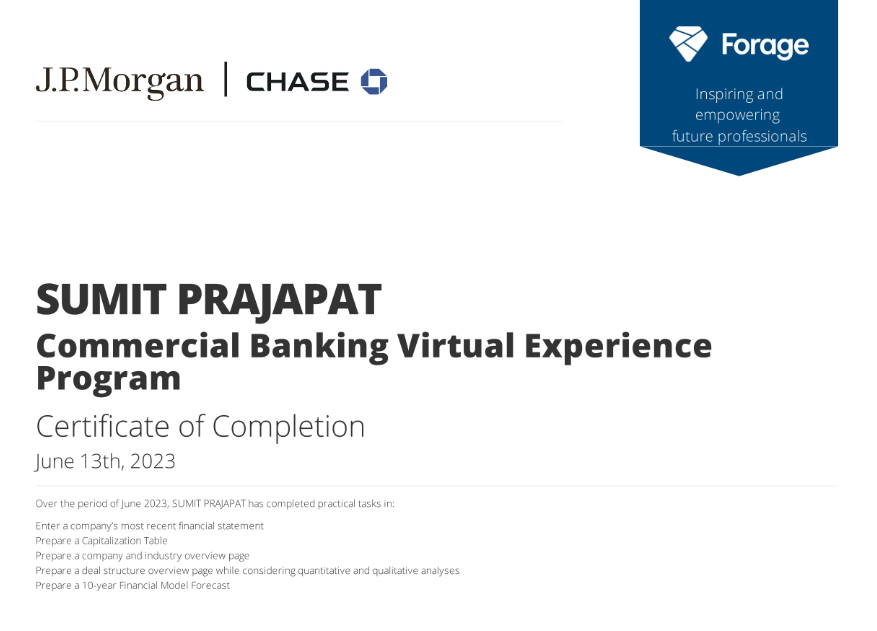 J.P.Morgan | CHASE
Forage
Inspiring and
empowering
future professionals
SUMIT PRAJAPAT
Commercial Banking Virtual Experience
Program
Certificate of Completion
June 13th, 2023
Over the period of June 2023, SUMIT PRAJAPAT has completed practical tasks in:
Enter a company's most recent financial statement
Prepare a Capitalization Table
Prepare a company and industry overview page
Prepare a deal structure overview page while considering quantitative and qualitative analyses
Prepare a 10-year Financial Model Forecast